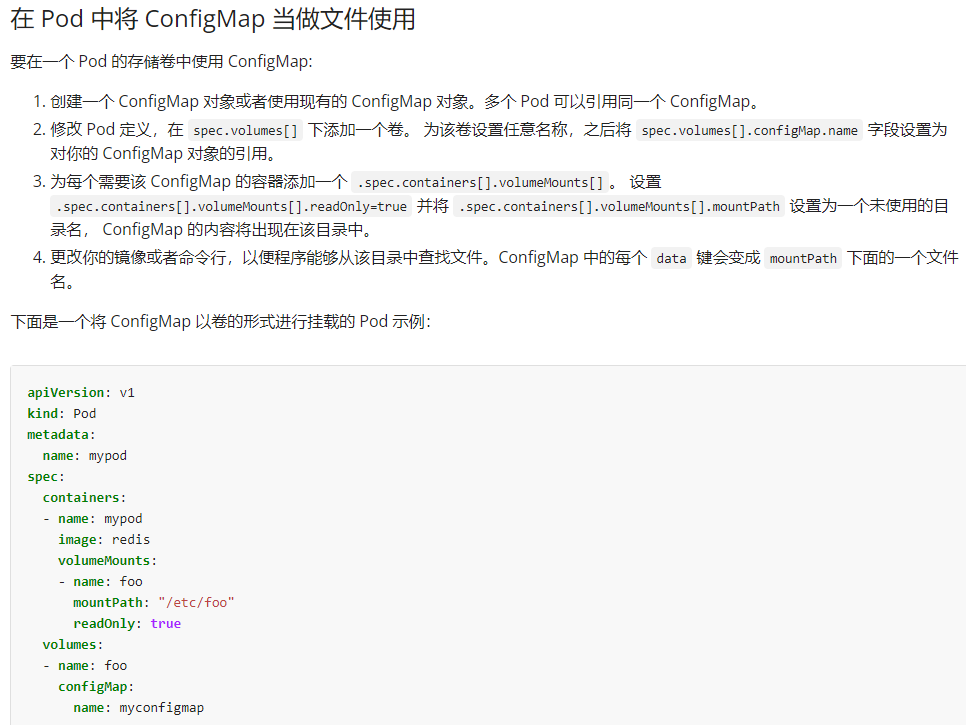 在 Pod 中将 ConfigMap 当做文件使用
要在一个 Pod 的存储卷中使用 ConfigMap:
1. 创建一个 ConfigMap 对象或者使用现有的 ConfigMap 对象。多个 Pod 可以引用同一个 ConfigMap。
2. 修改 Pod 定义，在 spec.volumes[] 下添加一个卷。 为该卷设置任意名称，之后将 spec.volumes[].configMap.name 字段设置为
对你的 ConfigMap 对象的引用。
3. 为每个需要该 ConfigMap 的容器添加一个 .spec.containers[].volumeMounts[] 。 设置
.spec.containers[].volumeMounts[].readOnly=true 并将 .spec.containers[].volumeMounts[].mountPath 设置为一个未使用的目
录名， ConfigMap 的内容将出现在该目录中。
4. 更改你的镜像或者命令行，以便程序能够从该目录中查找文件。ConfigMap 中的每个 data 键会变成 mountPath 下面的一个文件
名。
下面是一个将 ConfigMap 以卷的形式进行挂载的 Pod 示例：
apiVersion: v1
kind: Pod
metadata:
  name: mypod
spec:
  containers:
  - name: mypod
    image: redis
    volumeMounts:
    - name: foo
      mountPath: "/etc/foo"
      readOnly: true
  volumes:
  - name: foo
    configMap:
      name: myconfigmap